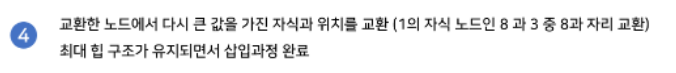 4
교환한 노드에서 다시 큰 값을 가진 자식과 위치를 교환 (1의 자식 노드인 8 과 3 중 8과 자리 교환)
최대 힙 구조가 유지되면서 삽입과정 완료